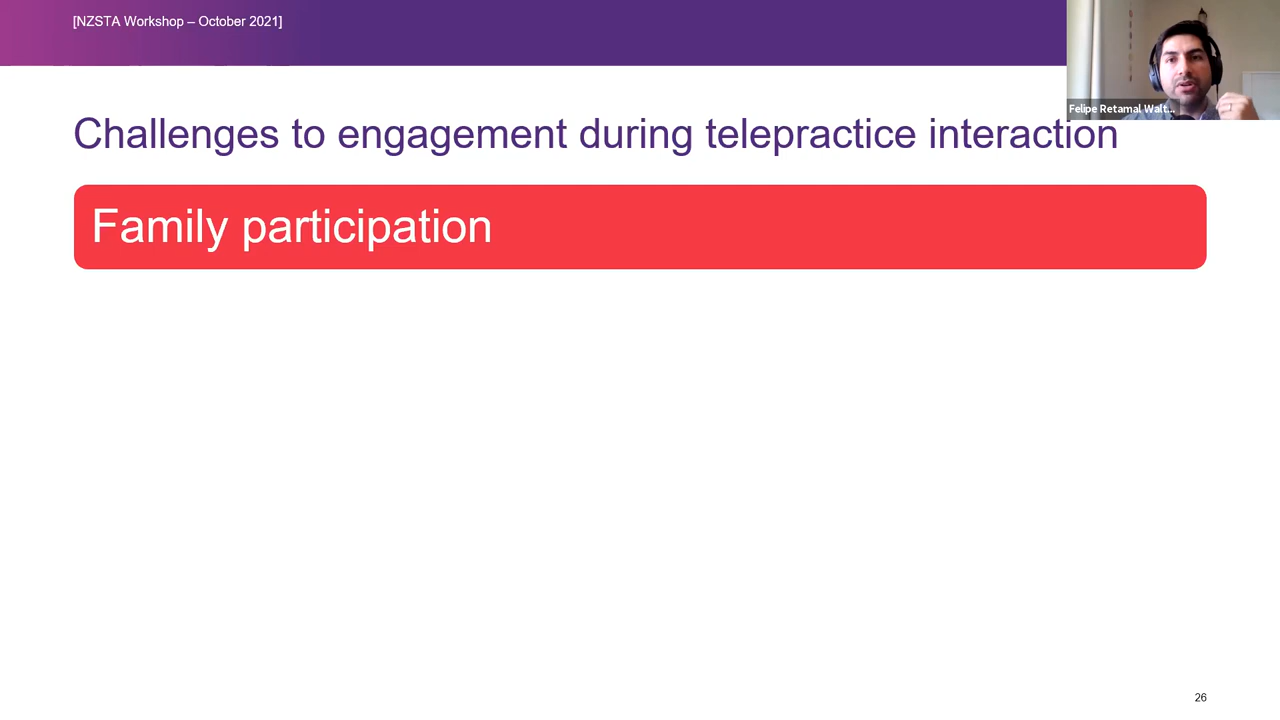 [NZSTA Workshop – October 2021]
Felipe Retamal Walt...
Challenges to engagement during telepractice interaction
Family participation
26